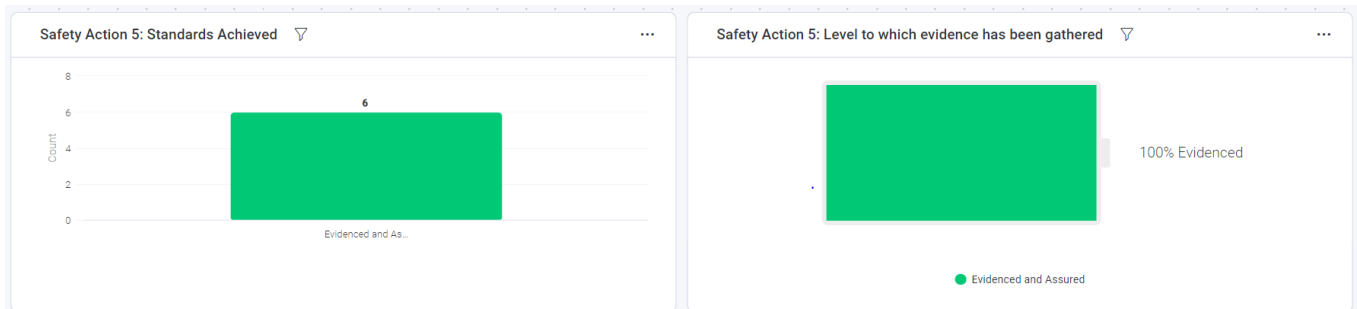 Safety Action 5: Standards Achieved
8
6
4
2
0
Count
6
Evidenced and As...
Safety Action 5: Level to which evidence has been gathered
100% Evidenced
Evidenced and Assured